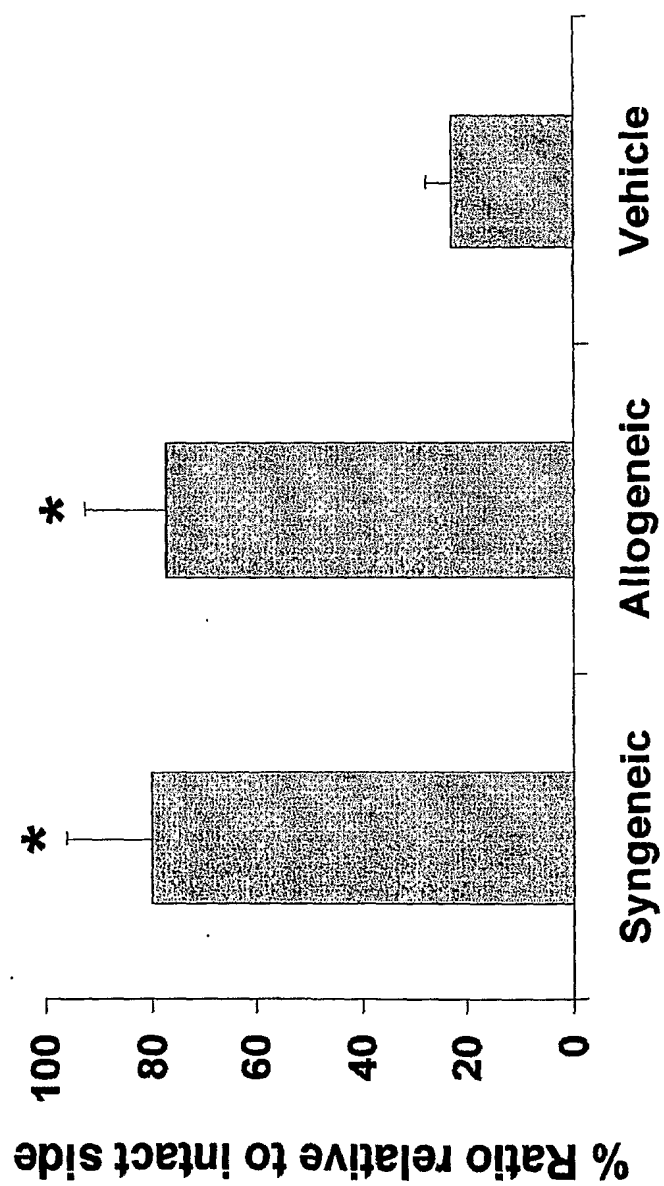 % Ratio relative to intact side
100
80
60
40
20
0
*
*
Syngeneic
Allogeneic
Vehicle